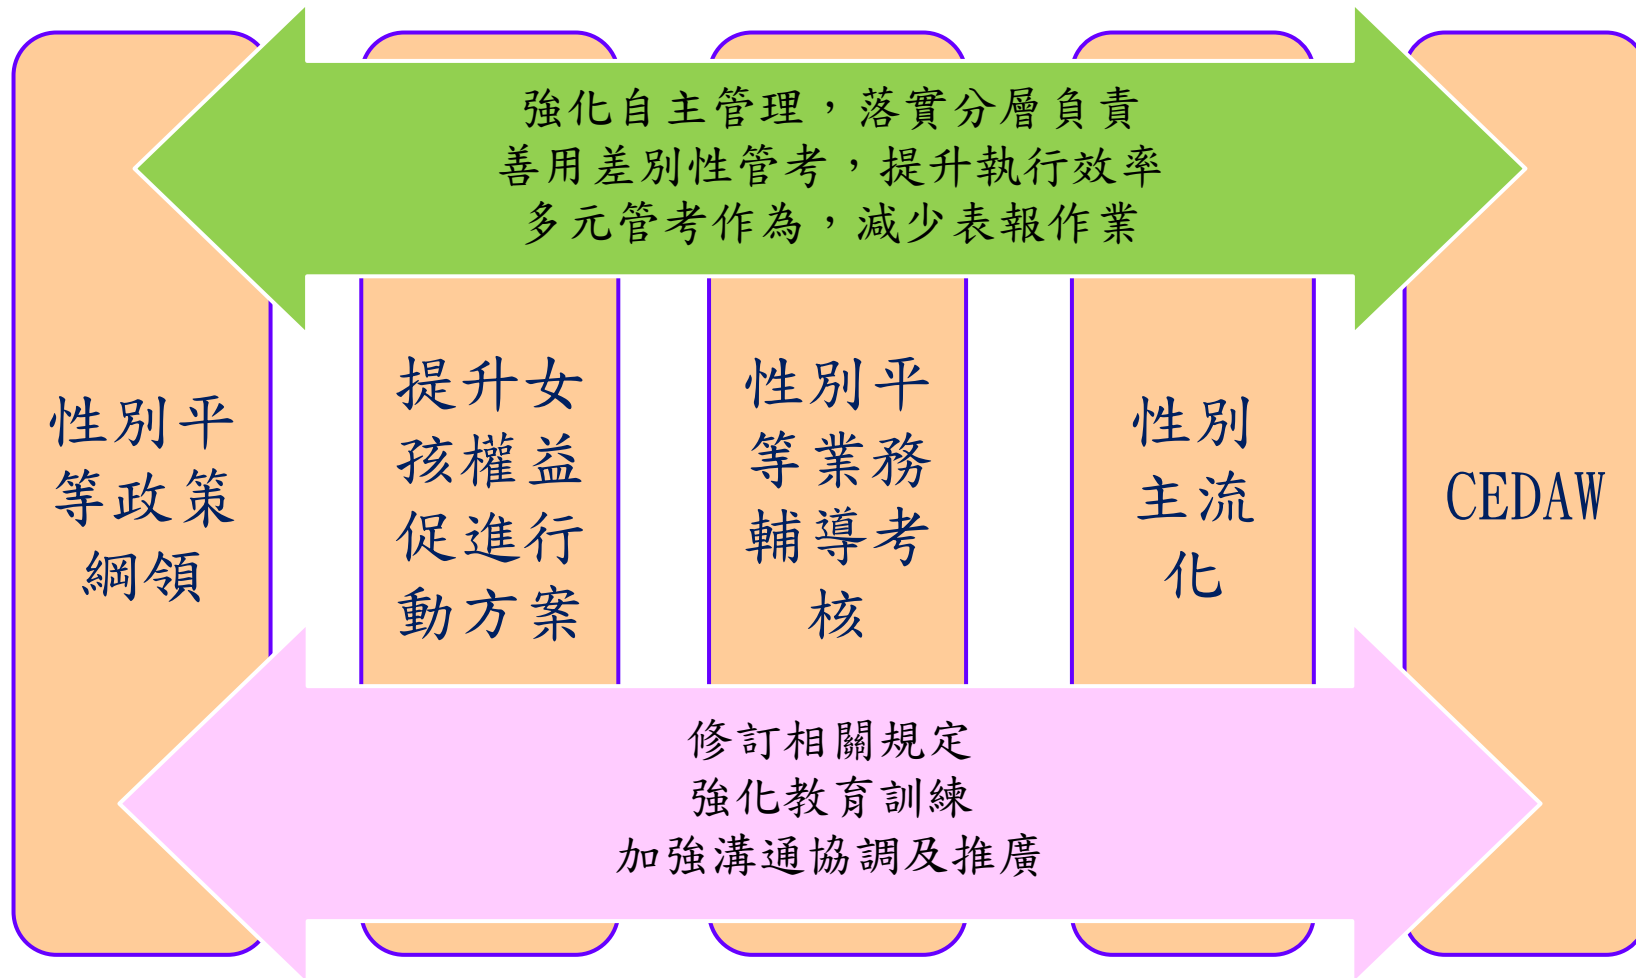 強化自主管理，落實分層負責
善用差別性管考，提升執行效率
多元管考作為，減少表報作業
性別平
等政策
綱領
提升女
孩權益
促進行
動方案
性別平
等業務
輔導考
核
性別
主流
化
CEDAW
修訂相關規定
強化教育訓練
加強溝通協調及推廣